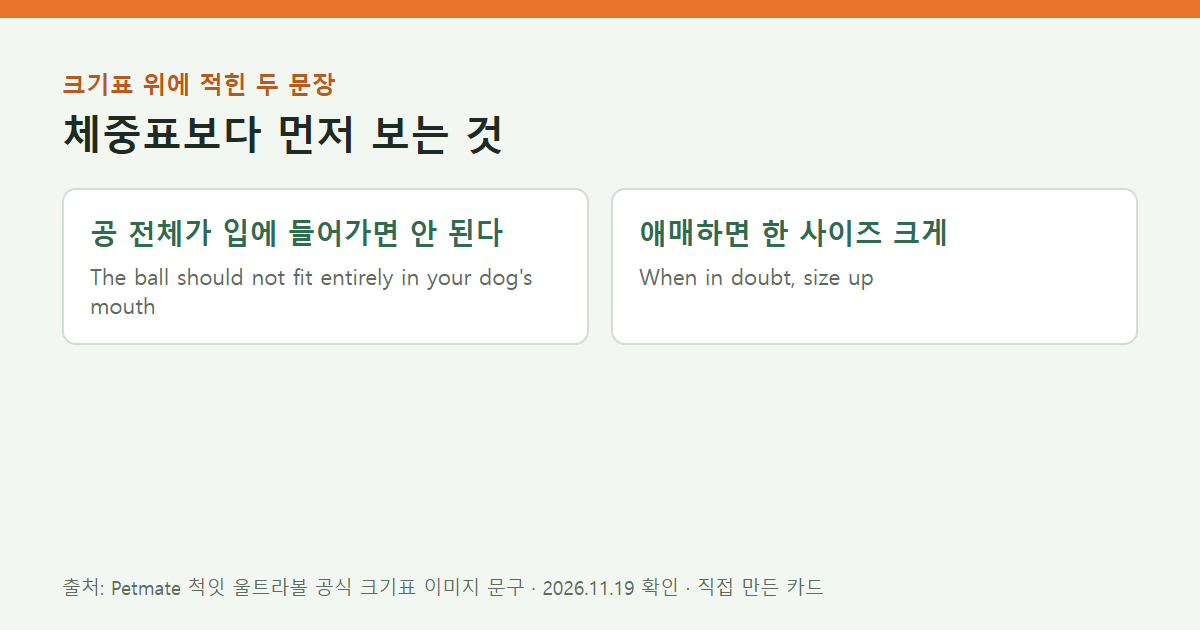 크기표 위에 적힌 두 문장
체중표보다 먼저 보는 것
공 전체가 입에 들어가면 안 된다
The ball should not fit entirely in your dog's
mouth
애매하면 한 사이즈 크게
When in doubt, size up
출처: Petmate 척잇 울트라볼 공식 크기표 이미지 문구 · 2026.11.19 확인 · 직접 만든 카드